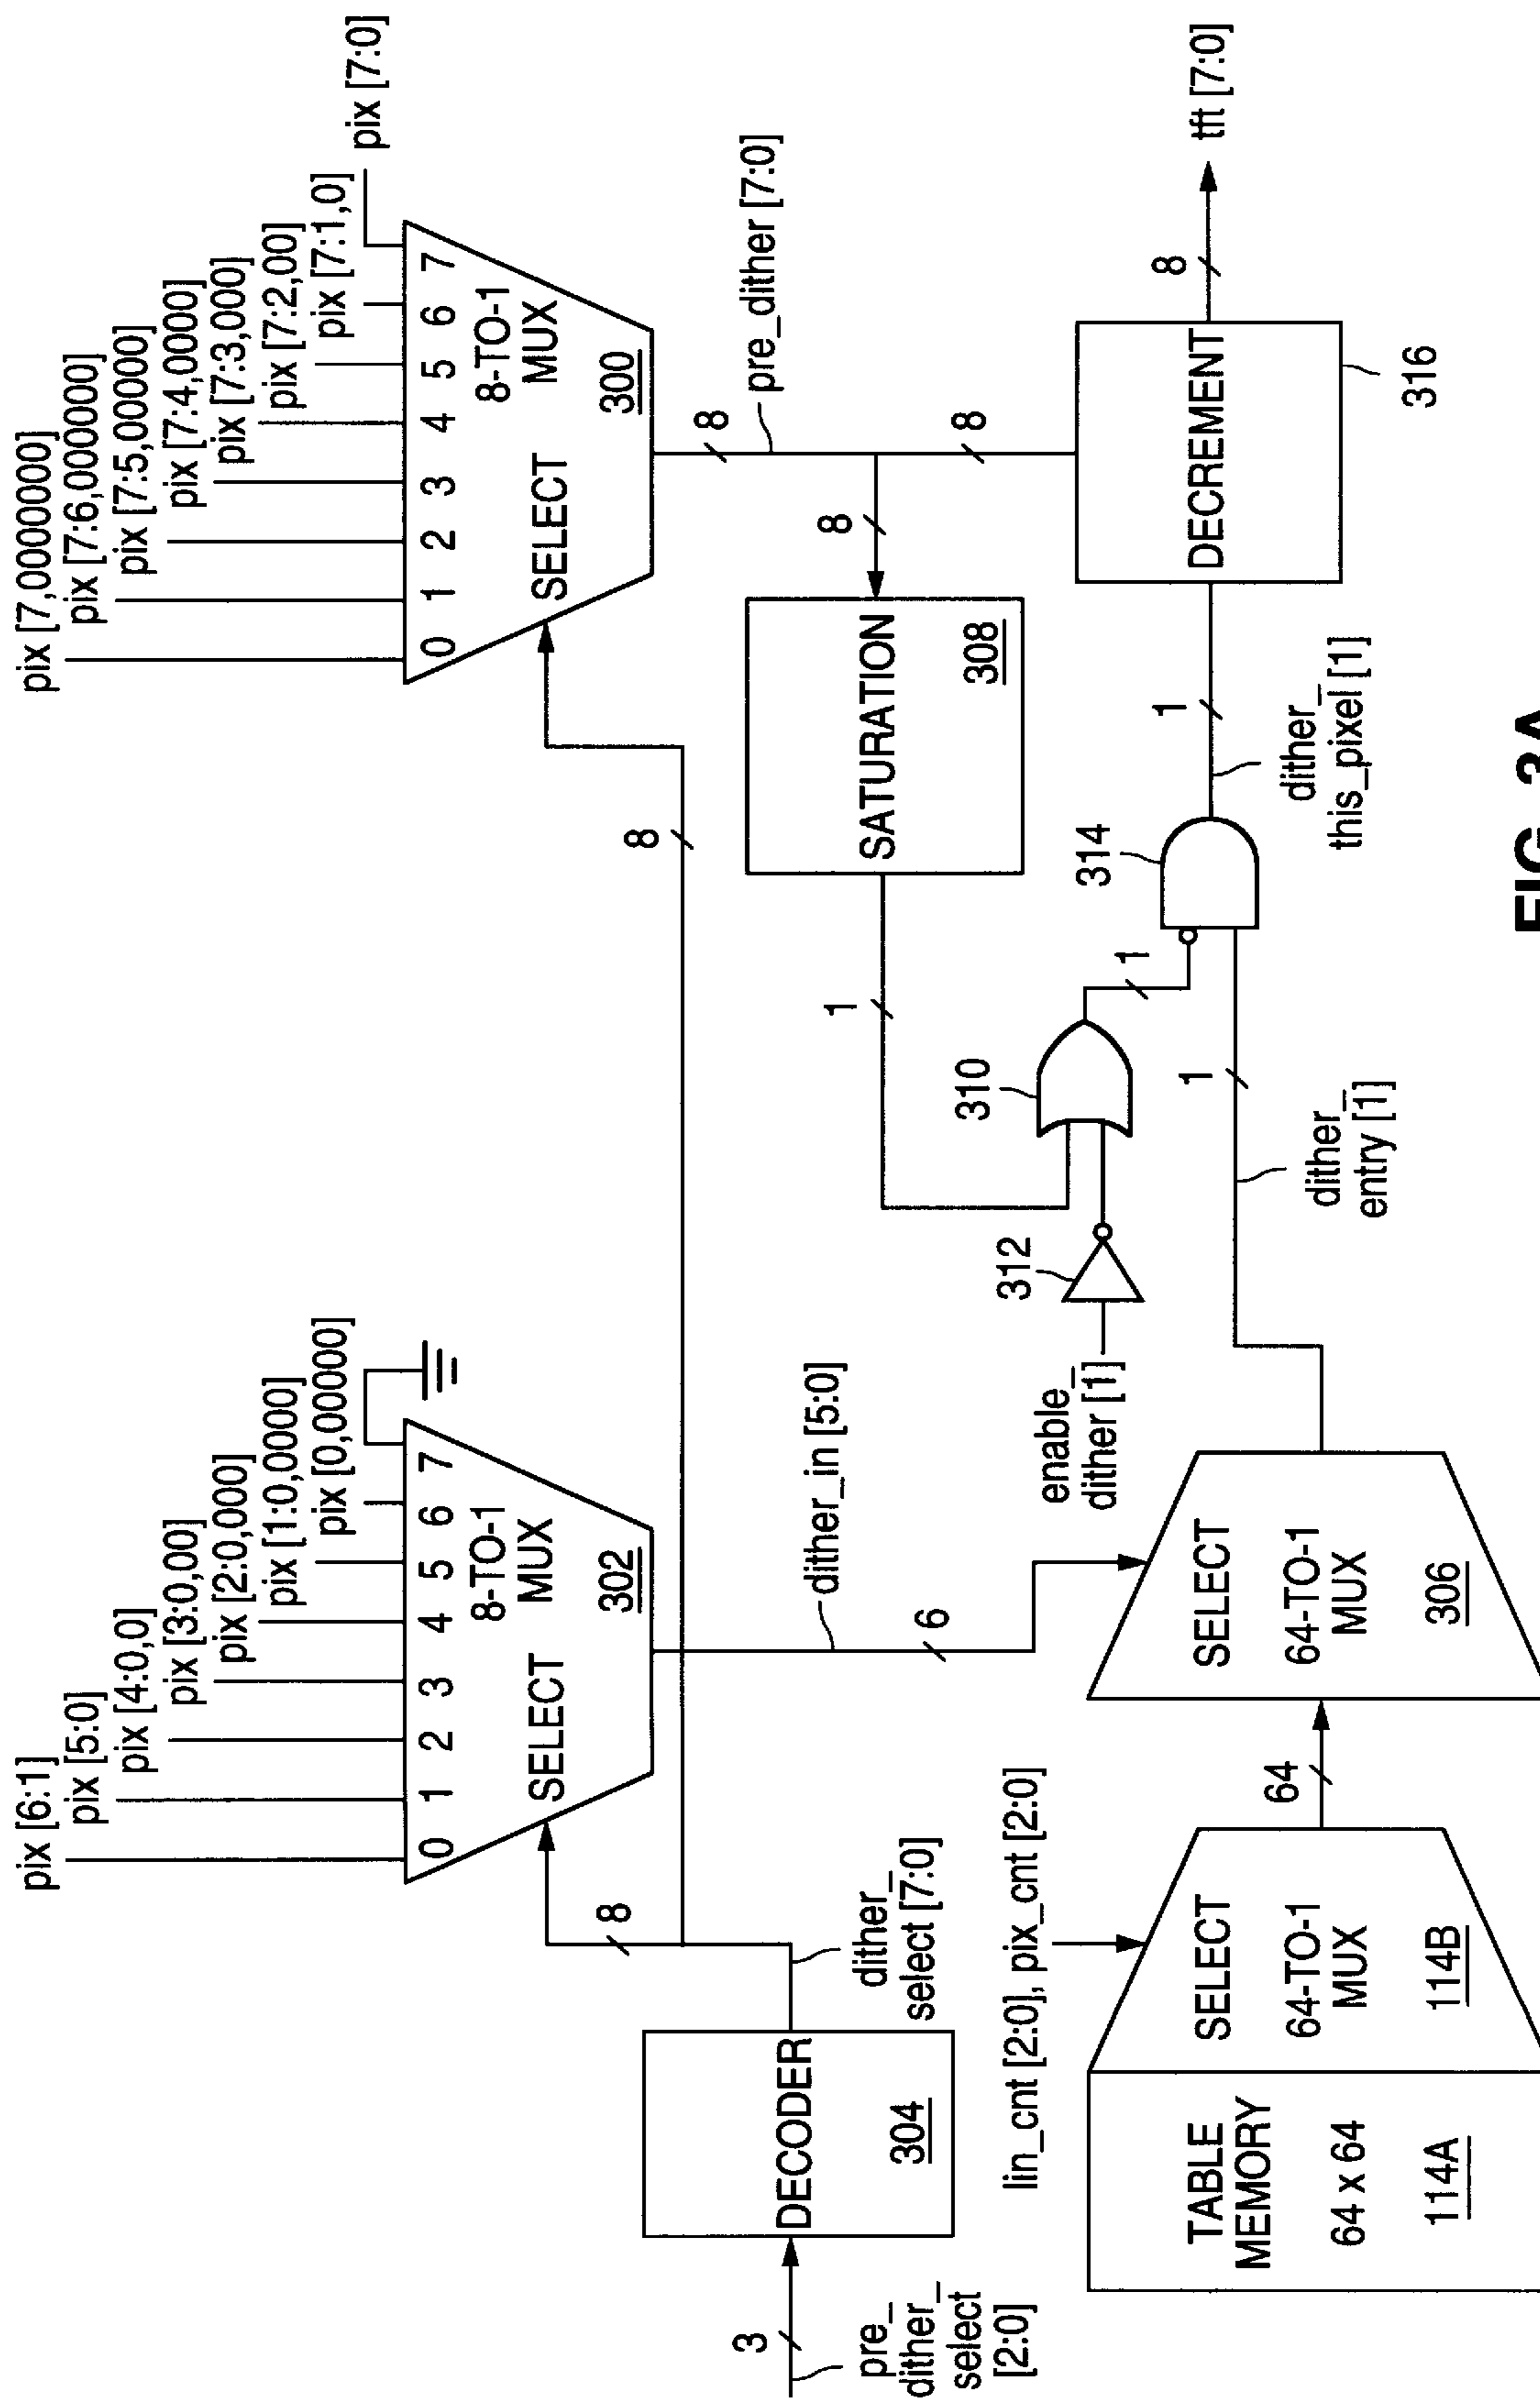 pix [6:1]
pix [5:0]
pix [4:0,0]
pix [3:0,00]
pix [2:0,000]
pix [1:0,0000]
pix [0,00000]
0 1 2 3 4 5 6 7
8-TO-1
MUX
SELECT
302
pix [7,0000000]
pix [7:6,000000]
pix [7:5,00000]
pix [7:4,0000]
pix [7:3,000]
pix [7:2,00]
pix [7:1,0]
pix [7:0]
0 1 2 3 4 5 6 7
8-TO-1
MUX
SELECT
300
8
8
3
pre_
dither_
select
[2:0]
DECODER
304
dither_
select [7:0]
dither_in [5:0]
6
8
pre_dither [7:0]
8
8
SATURATION
308
1
lin_cnt [2:0], pix_cnt [2:0]
enable_
dither [1]
312
310
1
314
TABLE
MEMORY
64 x 64
114A
SELECT
64-TO-1
MUX
114B
64
SELECT
64-TO-1
MUX
306
1
dither_
entry [1]
1
dither_
this_pixel [1]
DECREMENT
316
8
tft [7:0]